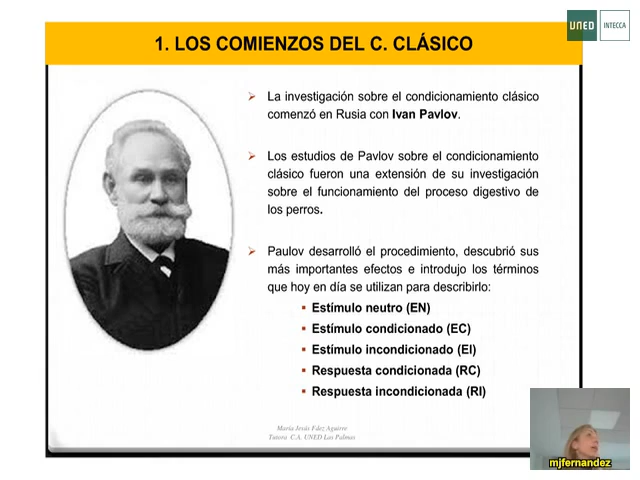 UNED INTECCA
1. LOS COMIENZOS DEL C. CLÁSICO
La investigación sobre el condicionamiento clásico
comenzó en Rusia con Ivan Pavlov.
Los estudios de Pavlov sobre el condicionamiento
clásico fueron una extensión de su investigación
sobre el funcionamiento del proceso digestivo de
los perros.
Paulov desarrolló el procedimiento, descubrió sus
más importantes efectos e introdujo los términos
que hoy en día se utilizan para describirlo:
Estímulo neutro (EN)
Estímulo condicionado (EC)
Estímulo incondicionado (EI)
Respuesta condicionada (RC)
Respuesta incondicionada (RI)
María Jesús Fdez Aguirre
Tutora C.A. UNED Las Palmas
mjfernandez